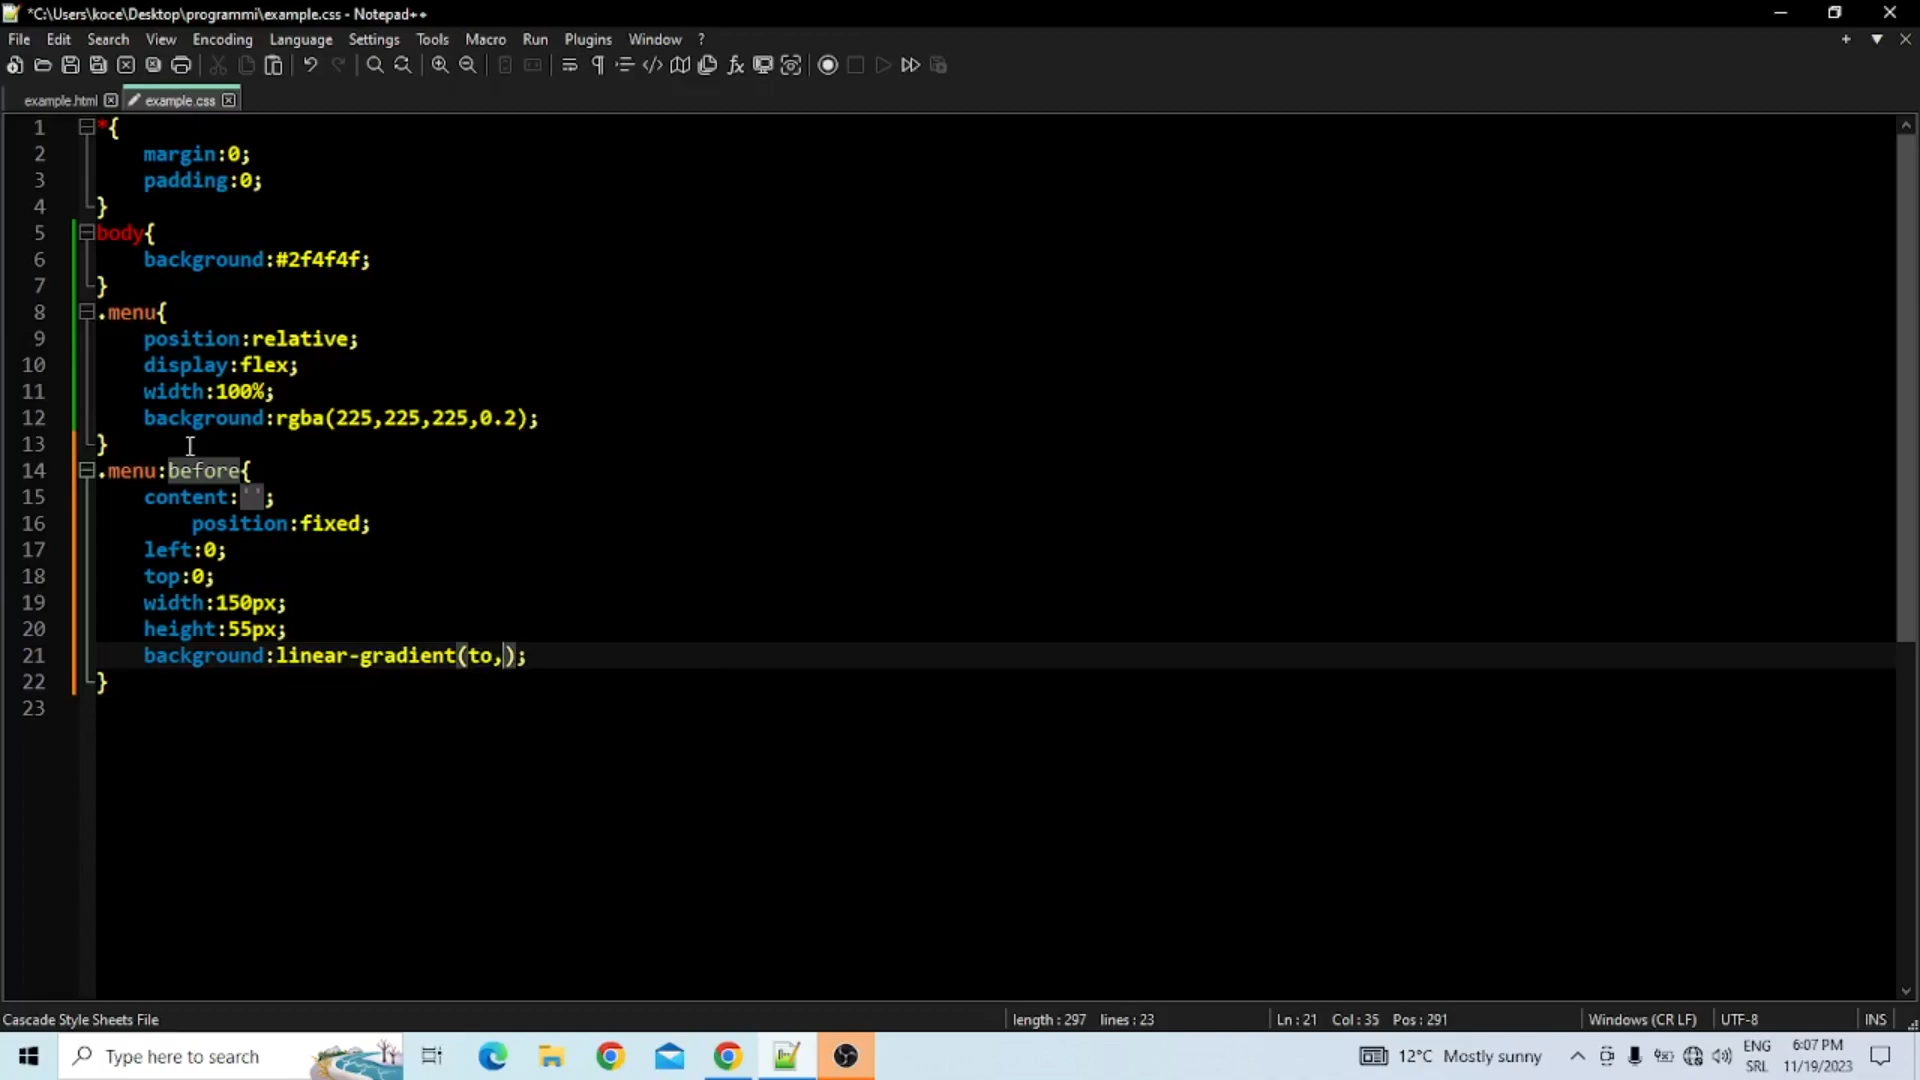 *C:\Users\koce\Desktop\programmi\example.css - Notepad++
File Edit Search View Encoding Language Settings Tools Macro Run Plugins Window ?
example.html example.css
1 *{
2 margin:0;
3 padding:0;
4 }
5 body{
6 background:#2f4f4f;
7 }
8 .menu{
9 position:relative;
10 display:flex;
11 width:100%;
12 background:rgba(225,225,225,0.2);
13 }
14 .menu:before{
15 content:'';
16 position:fixed;
17 left:0;
18 top:0;
19 width:150px;
20 height:55px;
21 background:linear-gradient(to,);
22 }
23
Cascade Style Sheets File length : 297 lines : 23 Ln : 21 Col : 35 Pos : 291 Windows (CR LF) UTF-8 INS
Type here to search 12°C Mostly sunny ENG 6:07 PM
SRL 11/19/2023